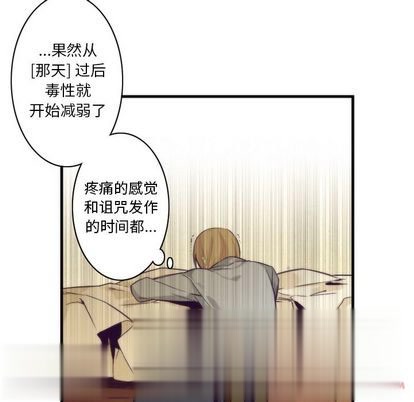 ...果然从
[那天] 过后
毒性就
开始减弱了
疼痛的感觉
和诅咒发作
的时间都...